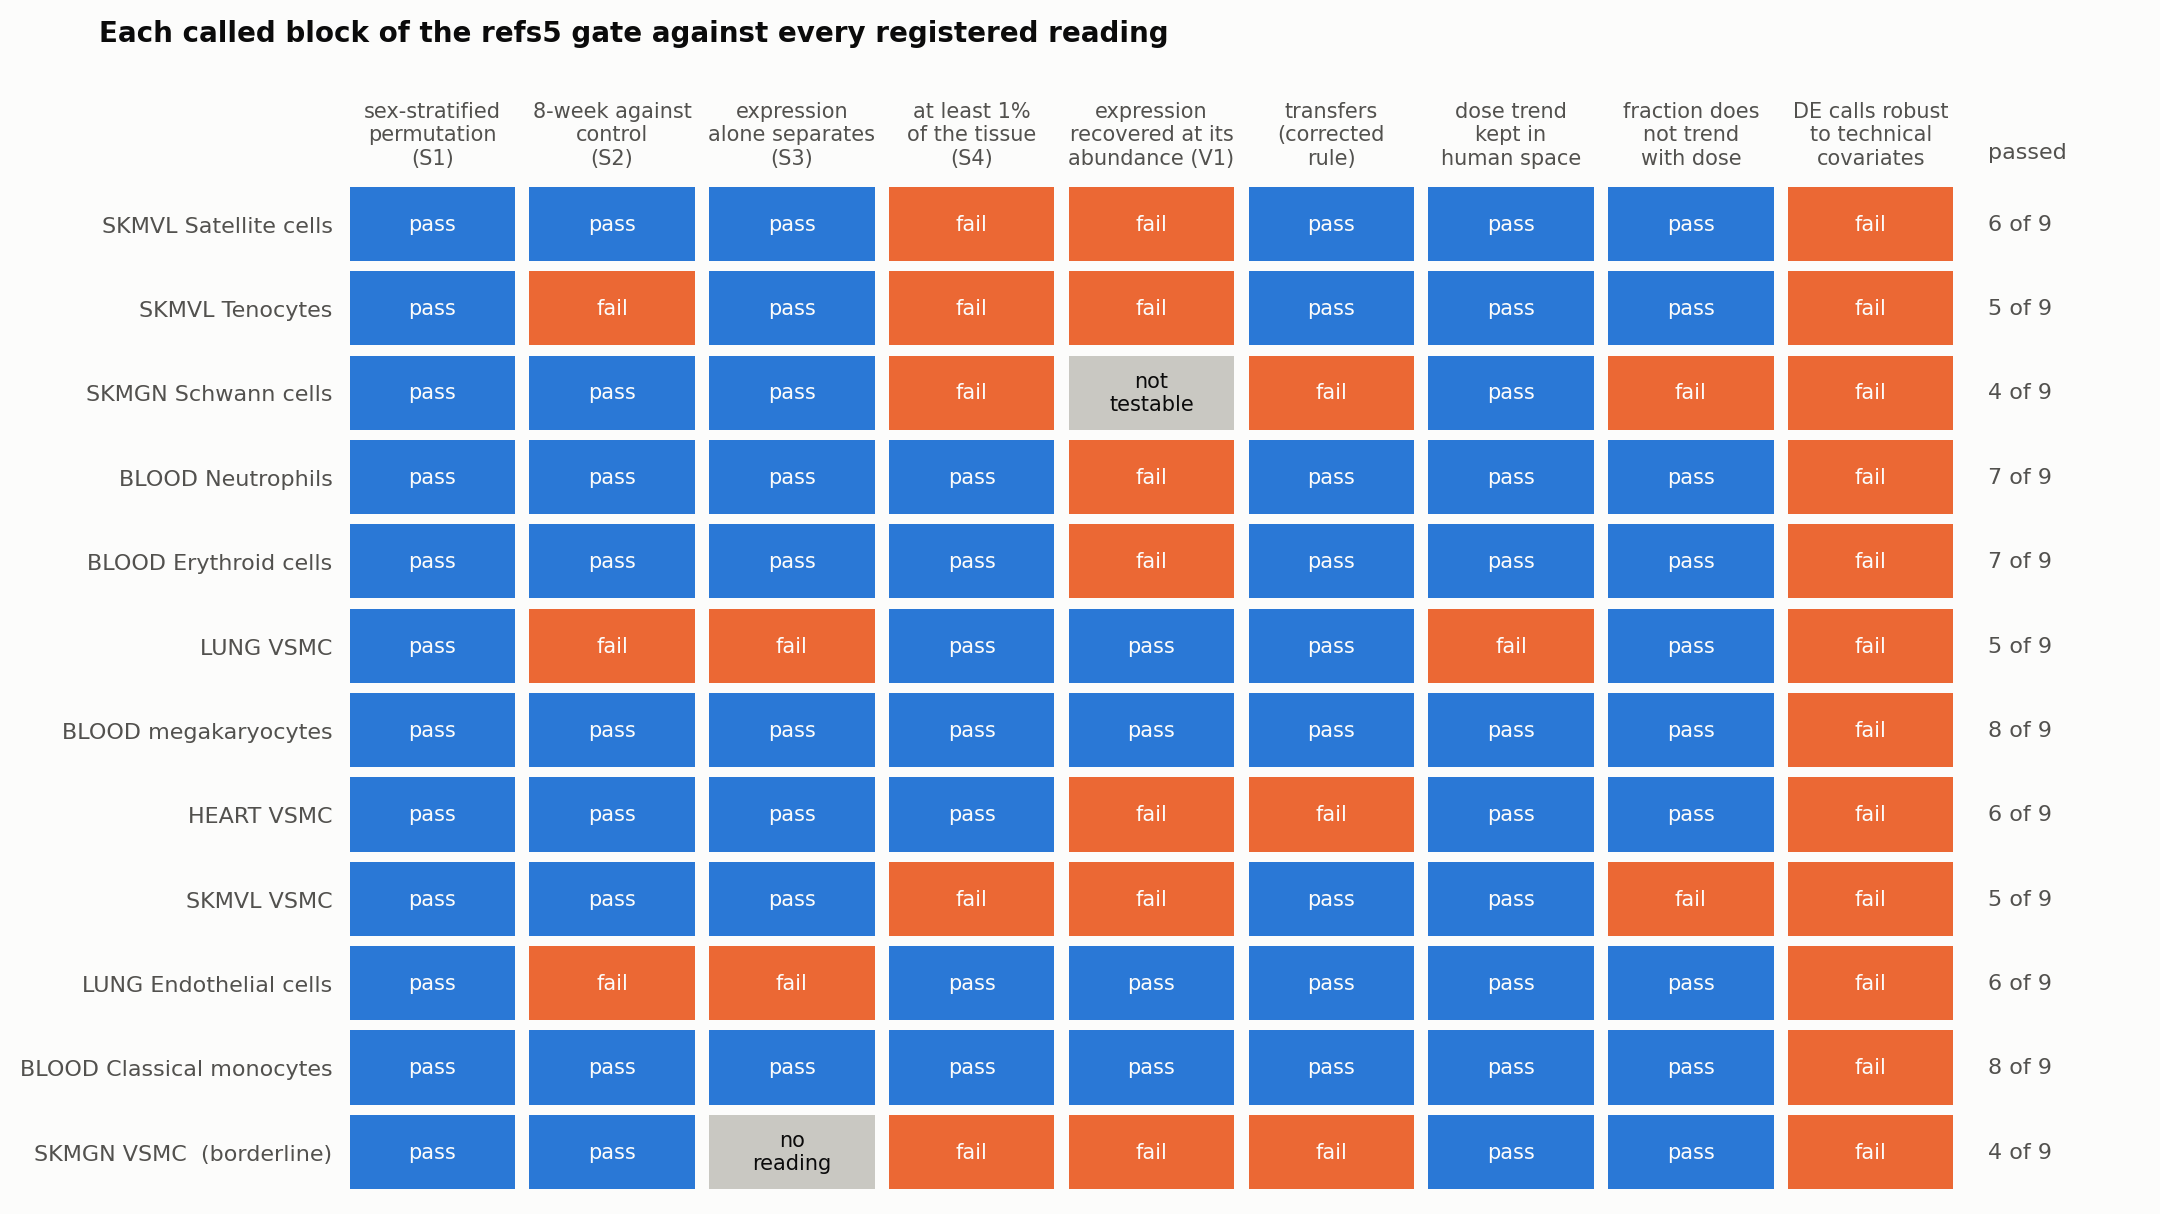 Each called block of the refs5 gate against every registered reading
sex-stratified
permutation
(S1)
8-week against
control
(S2)
expression
alone separates
(S3)
at least 1%
of the tissue
(S4)
expression
recovered at its
abundance (V1)
transfers
(corrected
rule)
dose trend
kept in
human space
fraction does
not trend
with dose
DE calls robust
to technical
covariates
passed
SKMVL Satellite cells
pass
pass
pass
fail
fail
pass
pass
pass
fail
6 of 9
SKMVL Tenocytes
pass
fail
pass
fail
fail
pass
pass
pass
fail
5 of 9
SKMGN Schwann cells
pass
pass
pass
fail
not
testable
fail
pass
fail
fail
4 of 9
BLOOD Neutrophils
pass
pass
pass
pass
fail
pass
pass
pass
fail
7 of 9
BLOOD Erythroid cells
pass
pass
pass
pass
fail
pass
pass
pass
fail
7 of 9
LUNG VSMC
pass
fail
fail
pass
pass
pass
fail
pass
fail
5 of 9
BLOOD megakaryocytes
pass
pass
pass
pass
pass
pass
pass
pass
fail
8 of 9
HEART VSMC
pass
pass
pass
pass
fail
fail
pass
pass
fail
6 of 9
SKMVL VSMC
pass
pass
pass
fail
fail
pass
pass
fail
fail
5 of 9
LUNG Endothelial cells
pass
fail
fail
pass
pass
pass
pass
pass
fail
6 of 9
BLOOD Classical monocytes
pass
pass
pass
pass
pass
pass
pass
pass
fail
8 of 9
SKMGN VSMC  (borderline)
pass
pass
no
reading
fail
fail
fail
pass
pass
fail
4 of 9